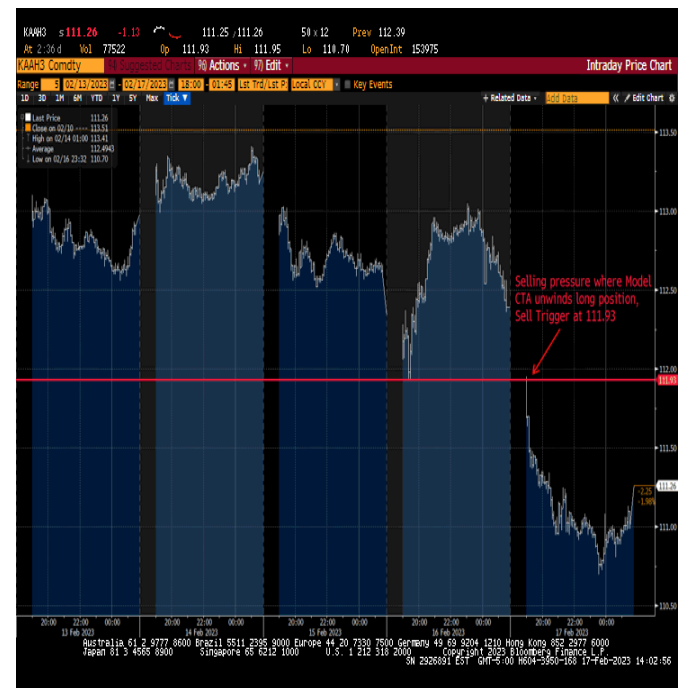 KAAH3 s111.26 -1.13 111.25 /111.26 50 x 12 Prev 112.39
At 2:36 d Vol 77522 Op 111.93 Hi 111.95 Lo 110.70 OpenInt 153975
KAAH3 Comdty 94) Suggested Charts 96) Actions 97) Edit Intraday Price Chart
Range 5 02/13/2023 - 02/17/2023 18:00 - 01:45 Lst Trd/Lst P Local CCY Key Events
1D 3D 1M 6M YTD 1Y 5Y Max Tick + Related Data Add Data « Edit Chart
Last Price 111.26
Close on 02/10 ---- 113.51
High on 02/14 01:00 113.41
Average 112.4943
Low on 02/16 23:32 110.70
113.50
113.00
Selling pressure where Model
CTA unwinds long position,
Sell Trigger at 111.93
112.50
112.00
111.93
111.50
-2.25
-1.98%
111.26
111.00
110.50
20:00 22:00 00:00 20:00 22:00 00:00 20:00 22:00 00:00 20:00 22:00 00:00 20:00 22:00 00:00
13 Feb 2023 14 Feb 2023 15 Feb 2023 16 Feb 2023 17 Feb 2023
Australia 61 2 9777 8600 Brazil 5511 2395 9000 Europe 44 20 7330 7500 Germany 49 69 9204 1210 Hong Kong 852 2977 6000
Japan 81 3 4565 8900 Singapore 65 6212 1000 U.S. 1 212 318 2000 Copyright 2023 Bloomberg Finance L.P.
SN 2926891 EST GMT-5:00 H604-3950-168 17-Feb-2023 14:02:56